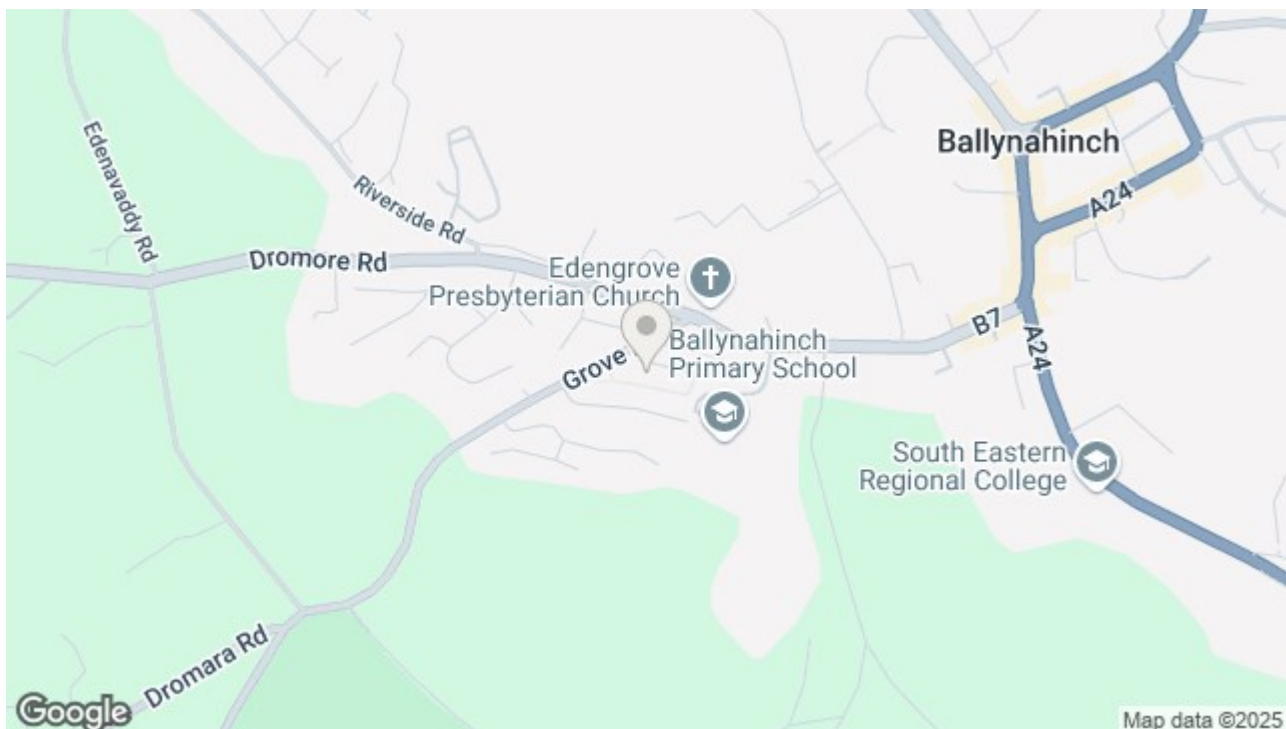 Edenavaddy Rd
Riverside Rd
Dromore Rd
Ballynahinch
A24
Edengrove
Presbyterian Church
Grove
Ballynahinch
Primary School
B7
A24
South Eastern
Regional College
Dromara Rd
Google
Map data ©2025